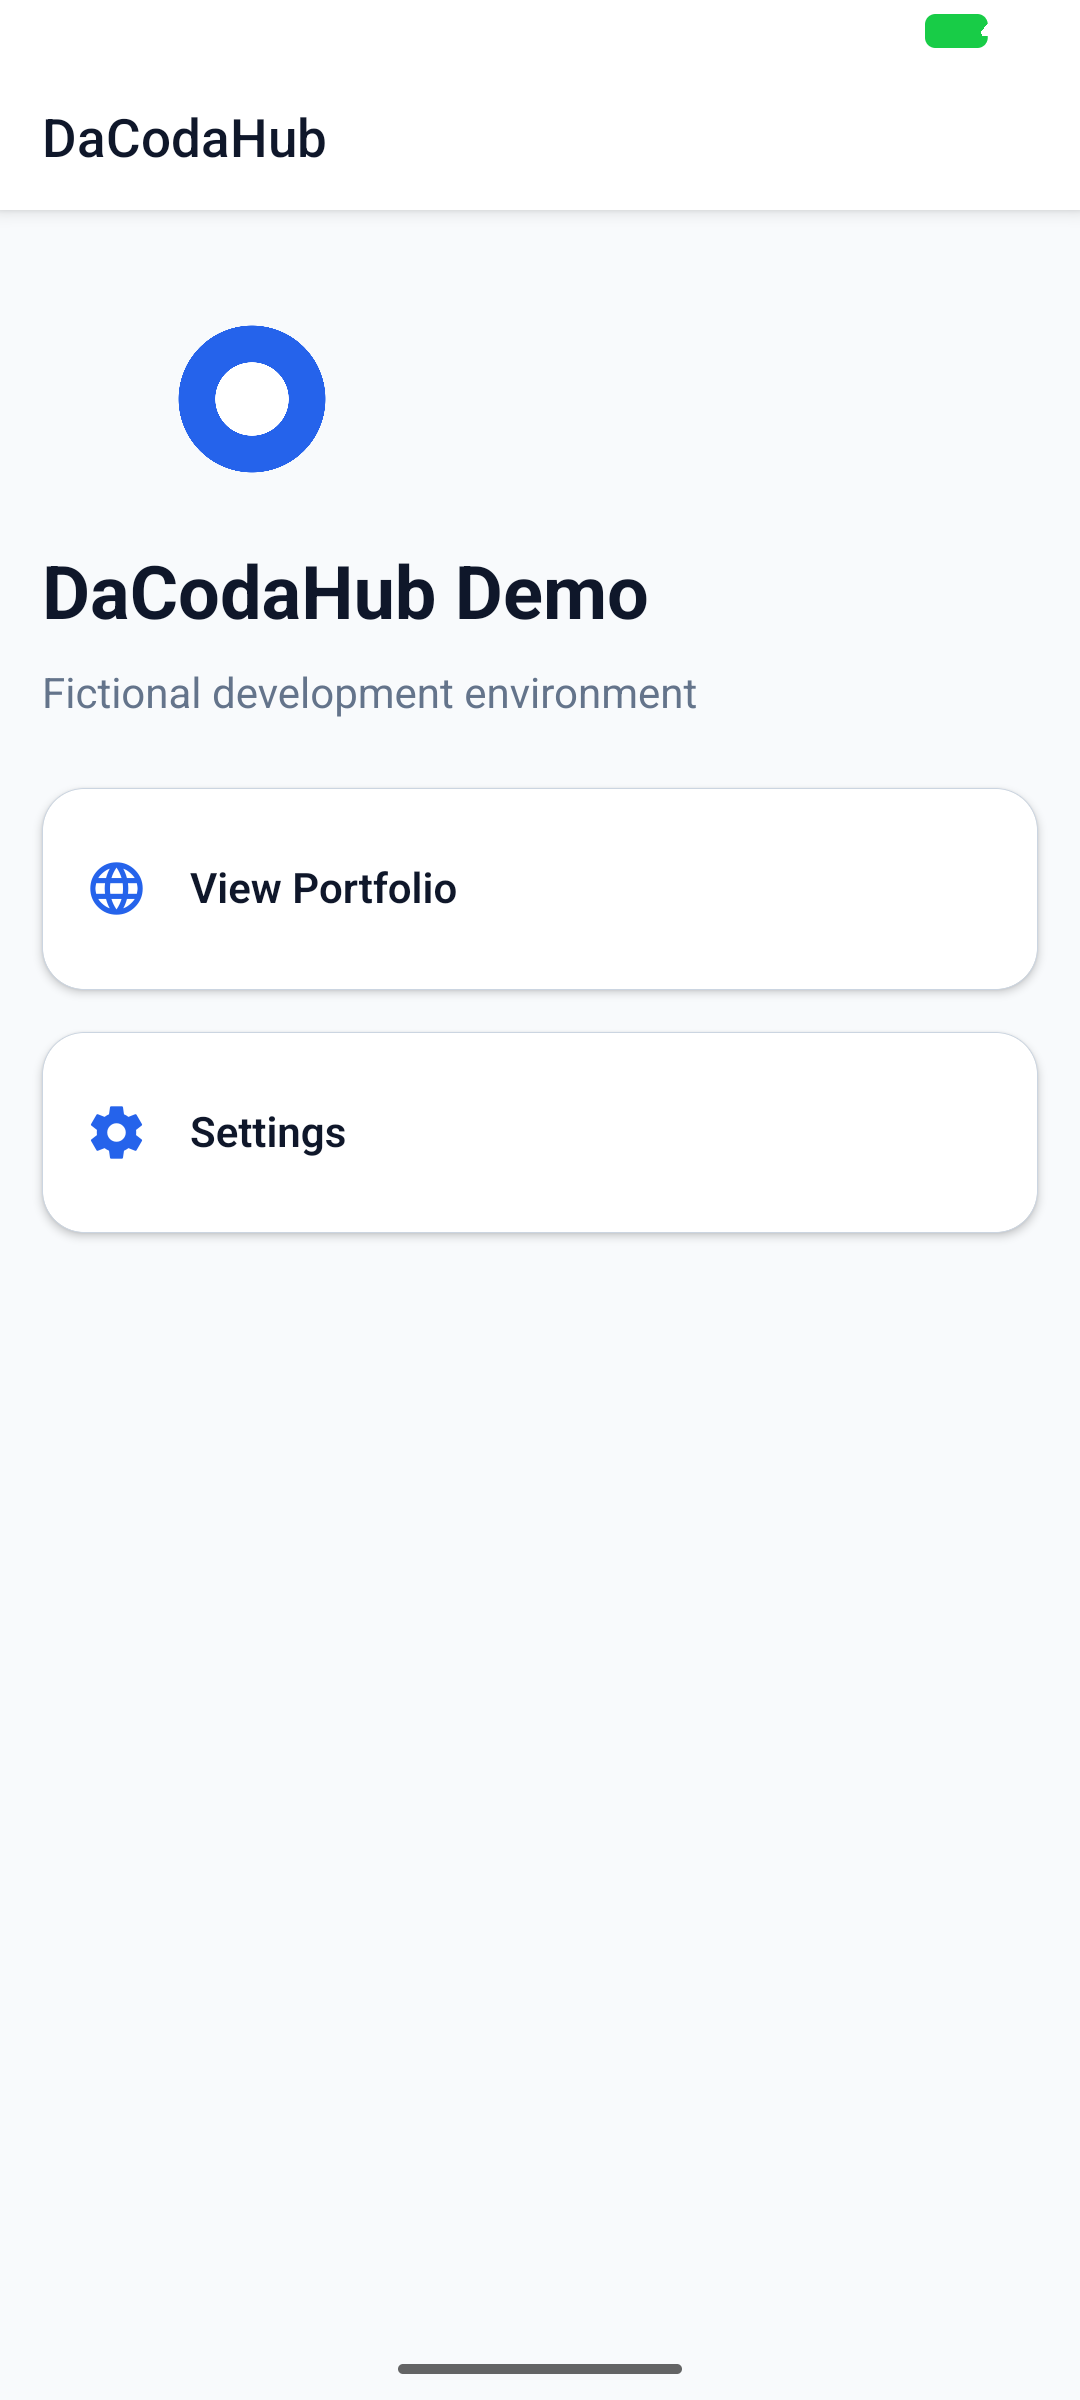 DaCodaHub
DaCodaHub Demo
Fictional development environment
View Portfolio
Settings